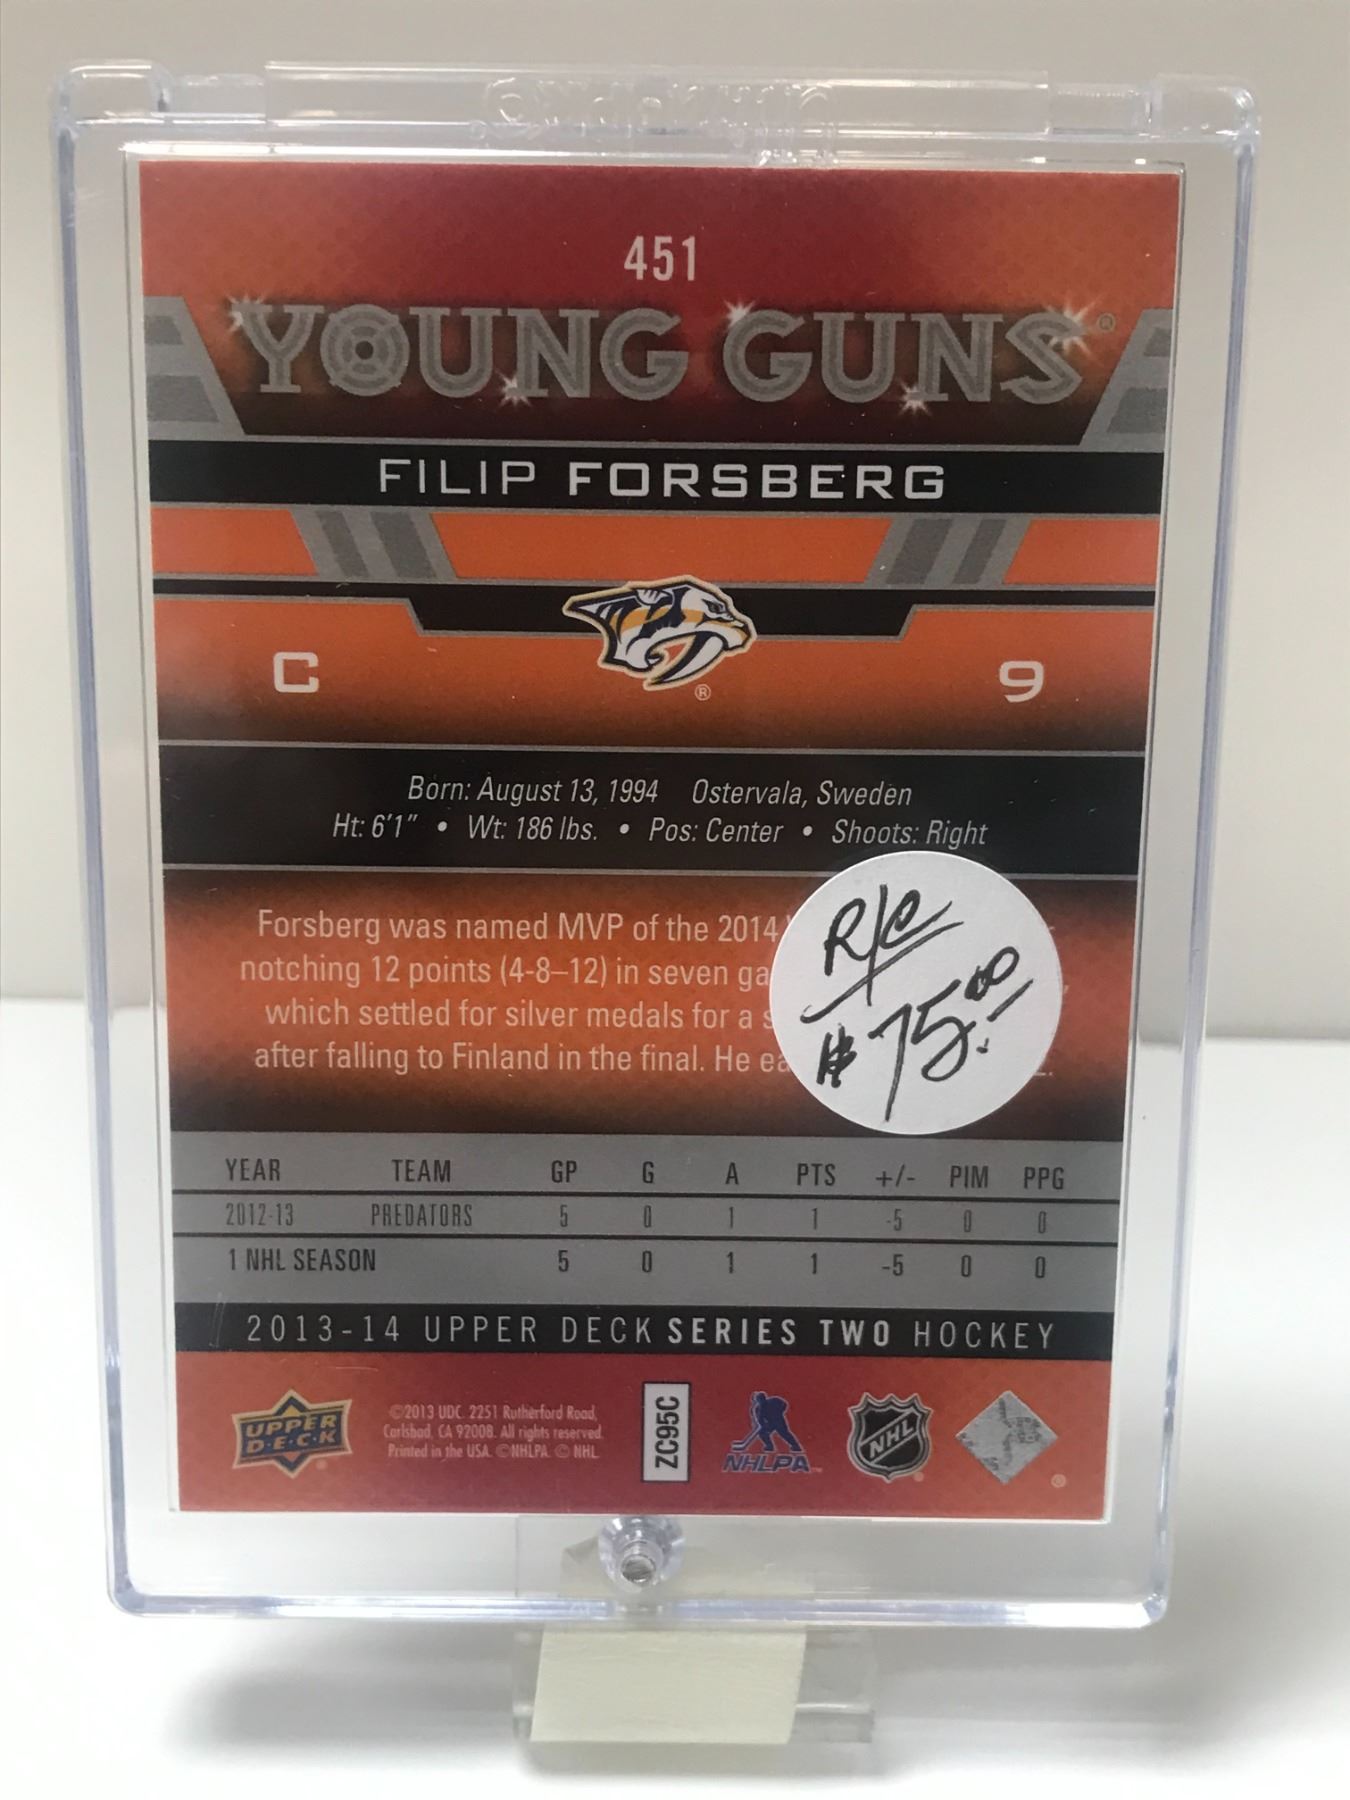 451
YOUNG GUNS®
FILIP FORSBERG
®
C
9
Born: August 13, 1994 Ostervala, Sweden
Ht: 6'1" • Wt: 186 lbs. • Pos: Center • Shoots: Right
Forsberg was named MVP of the 2014
notching 12 points (4-8–12) in seven ga
which settled for silver medals for a s
after falling to Finland in the final. He ea
R/C
$75.00
YEAR TEAM GP G A PTS +/- PIM PPG
2012-13 PREDATORS 5 0 1 1 -5 0 0
1 NHL SEASON 5 0 1 1 -5 0 0
2013-14 UPPER DECK SERIES TWO HOCKEY
UPPER
D·E·C·K
©2013 UDC. 2251 Rutherford Road,
Carlsbad, CA 92008. All rights reserved.
Printed in the USA. ©NHLPA. © NHL.
ZC95C
NHLPA™
NHL
®